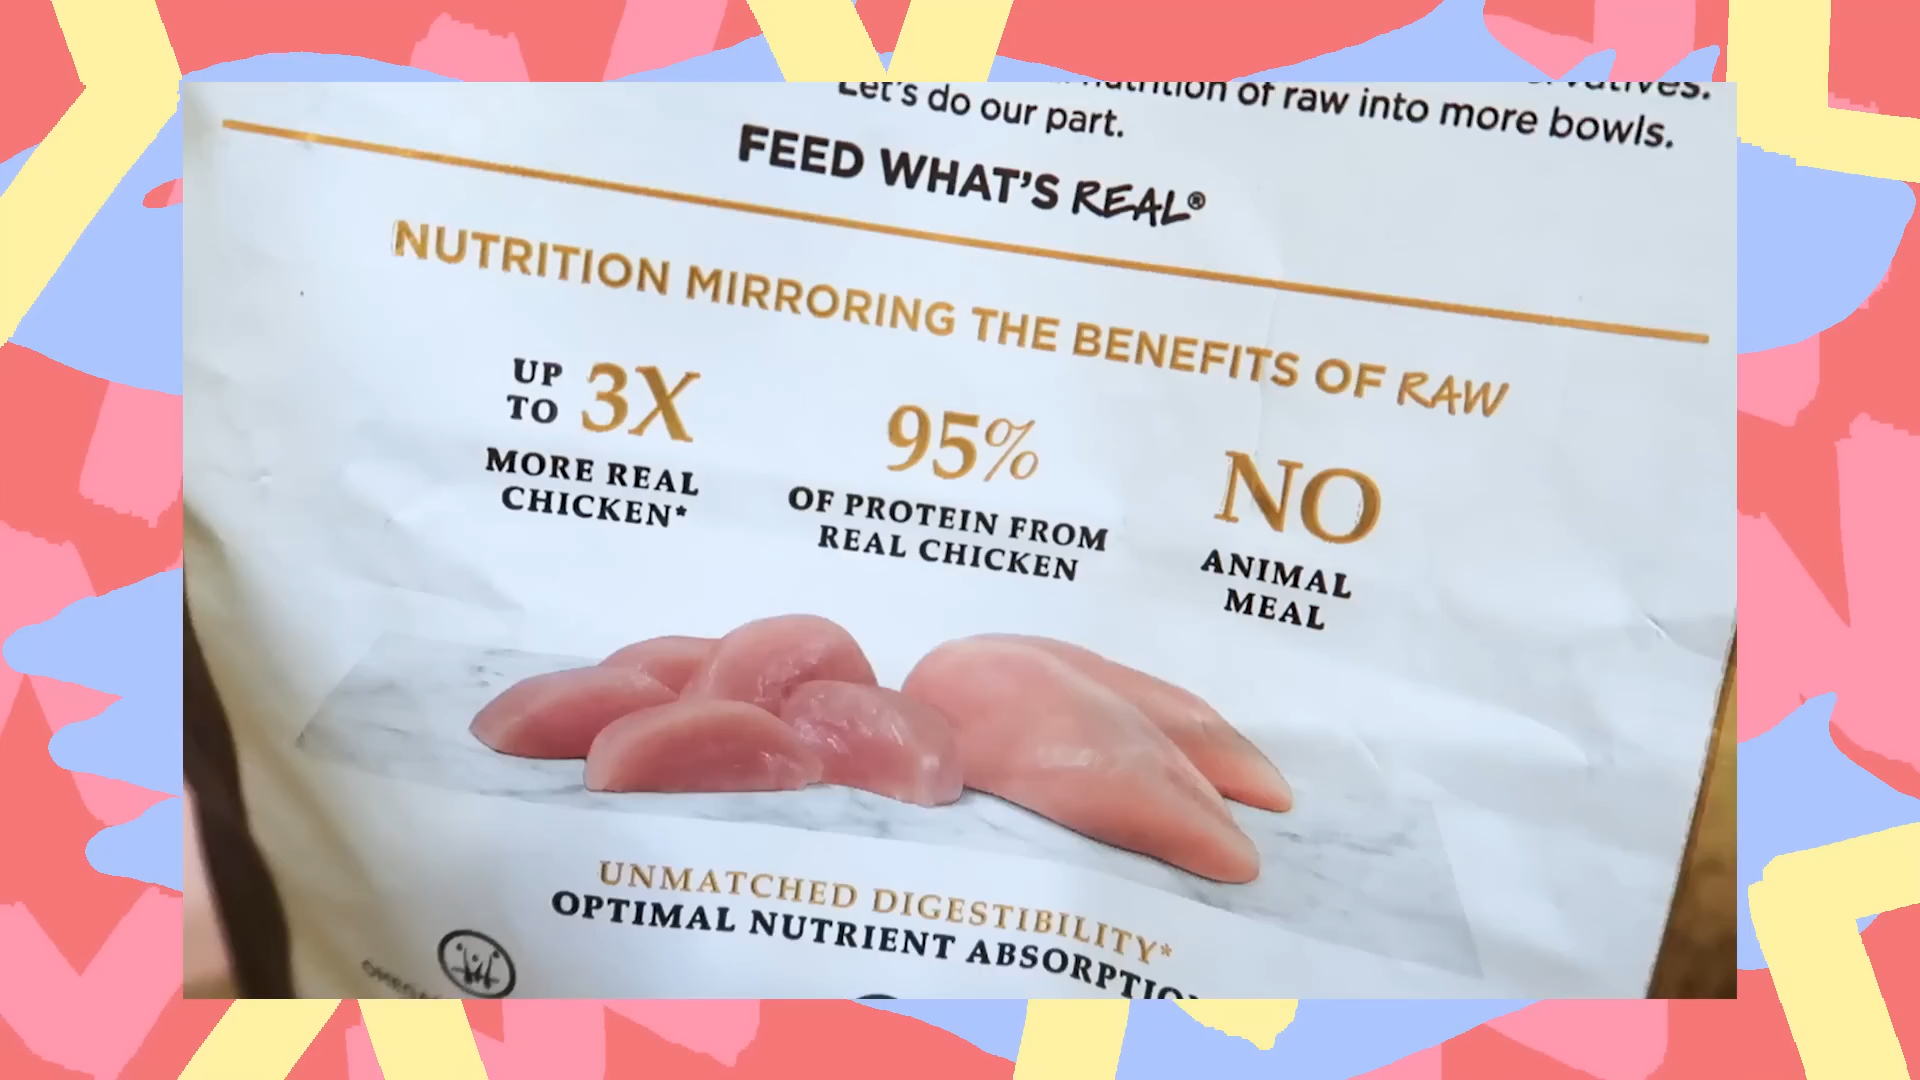 nutrition of raw into more bowls.
Let's do our part.
FEED WHAT'S REAL®
NUTRITION MIRRORING THE BENEFITS OF RAW
UP
TO 3X
MORE REAL
CHICKEN*
95%
OF PROTEIN FROM
REAL CHICKEN
NO
ANIMAL
MEAL
UNMATCHED DIGESTIBILITY*
OPTIMAL NUTRIENT